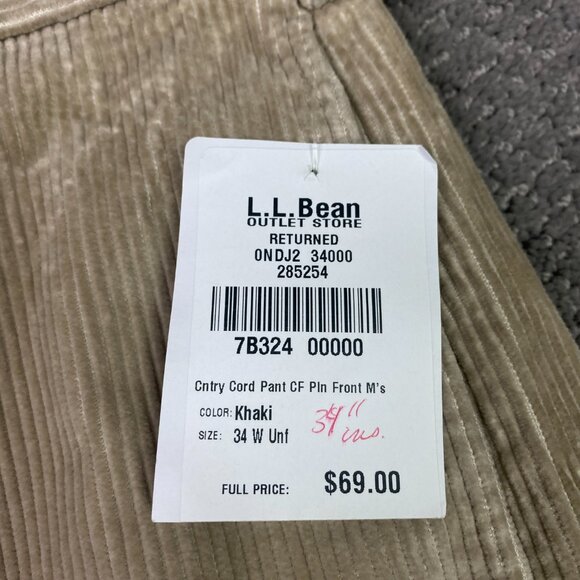 L.L.Bean
OUTLET STORE
RETURNED
0NDJ2 34000
285254
7B324 00000
Cntry Cord Pant CF Pln Front M's
COLOR: Khaki
SIZE: 34 W Unf
34" ins.
FULL PRICE: $69.00